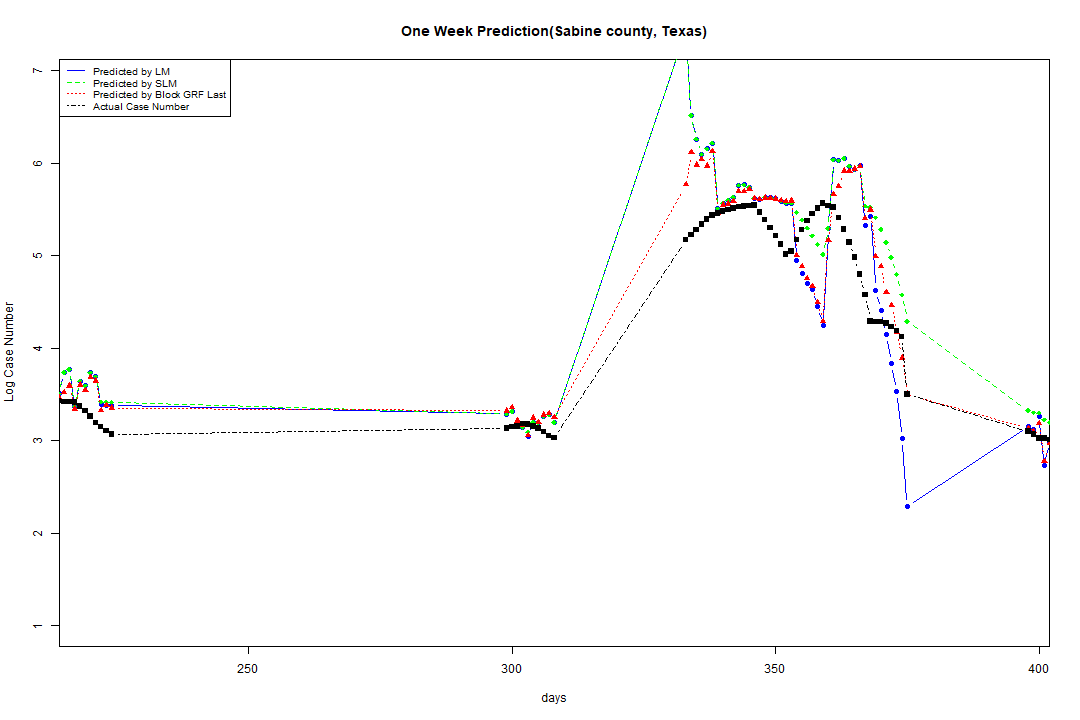 One Week Prediction(Sabine county, Texas)
Predicted by LM
Predicted by SLM
Predicted by Block GRF Last
Actual Case Number
7
6
5
4
3
2
1
Log Case Number
250 300 350 400
days